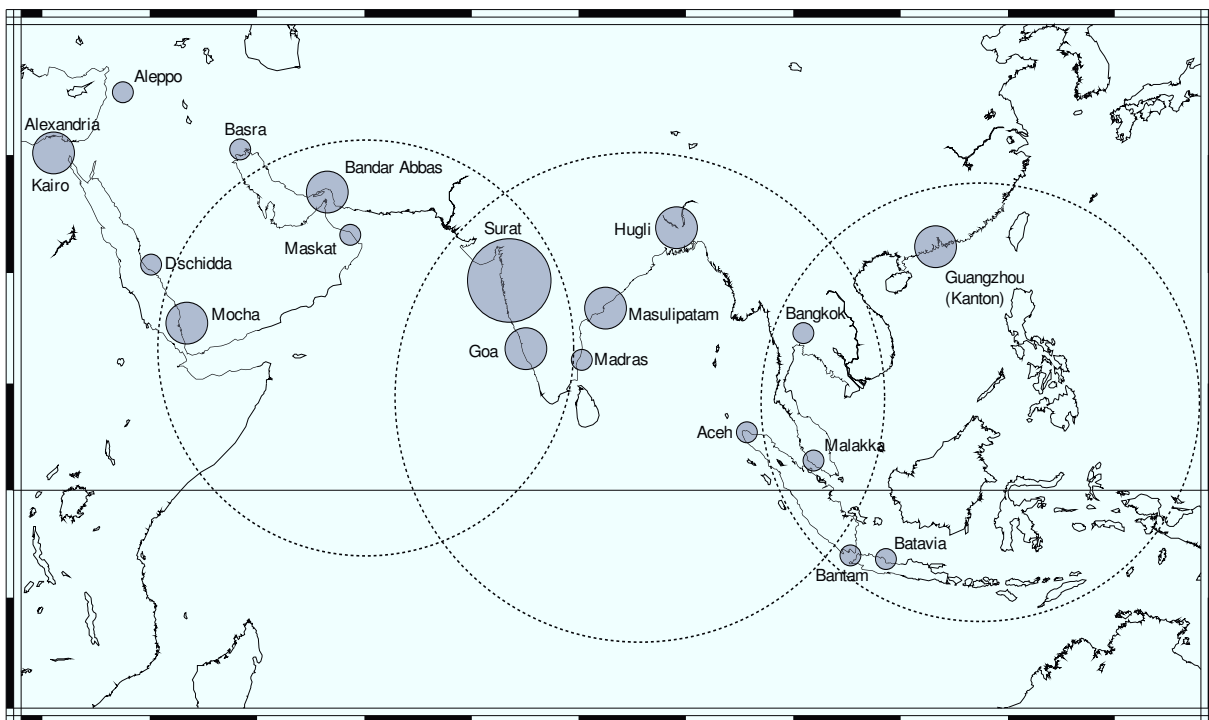 Aleppo
Alexandria
Basra
Bandar Abbas
Kairo
Surat
Hugli
Maskat
D'schidda
Guangzhou
(Kanton)
Mocha
Masulipatam
Bangkok
Goa
Madras
Aceh
Malakka
Batavia
Bantam